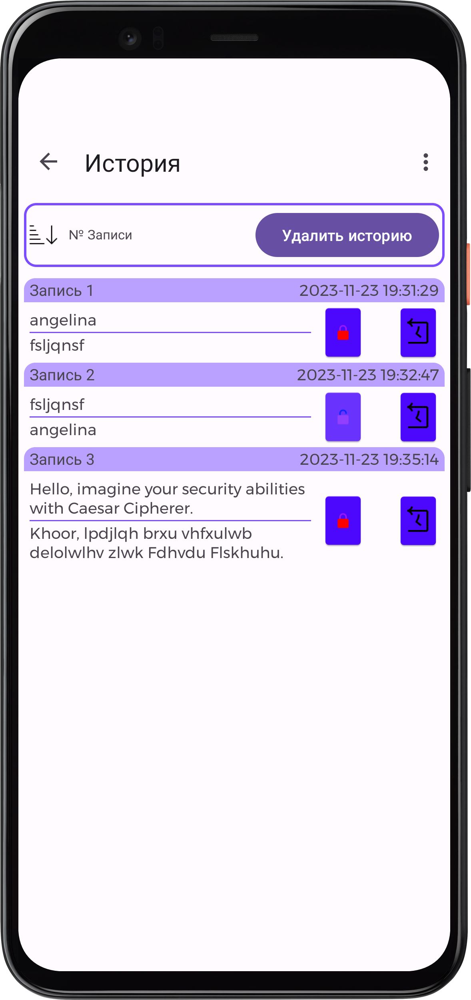 История
№ Записи
Удалить историю
Запись 1 2023-11-23 19:31:29
angelina
fsljqnsf
Запись 2 2023-11-23 19:32:47
fsljqnsf
angelina
Запись 3 2023-11-23 19:35:14
Hello, imagine your security abilities
with Caesar Cipherer.
Khoor, lpdjlqh brxu vhfxulwb
delolwlhv zlwk Fdhvdu Flskhuhu.